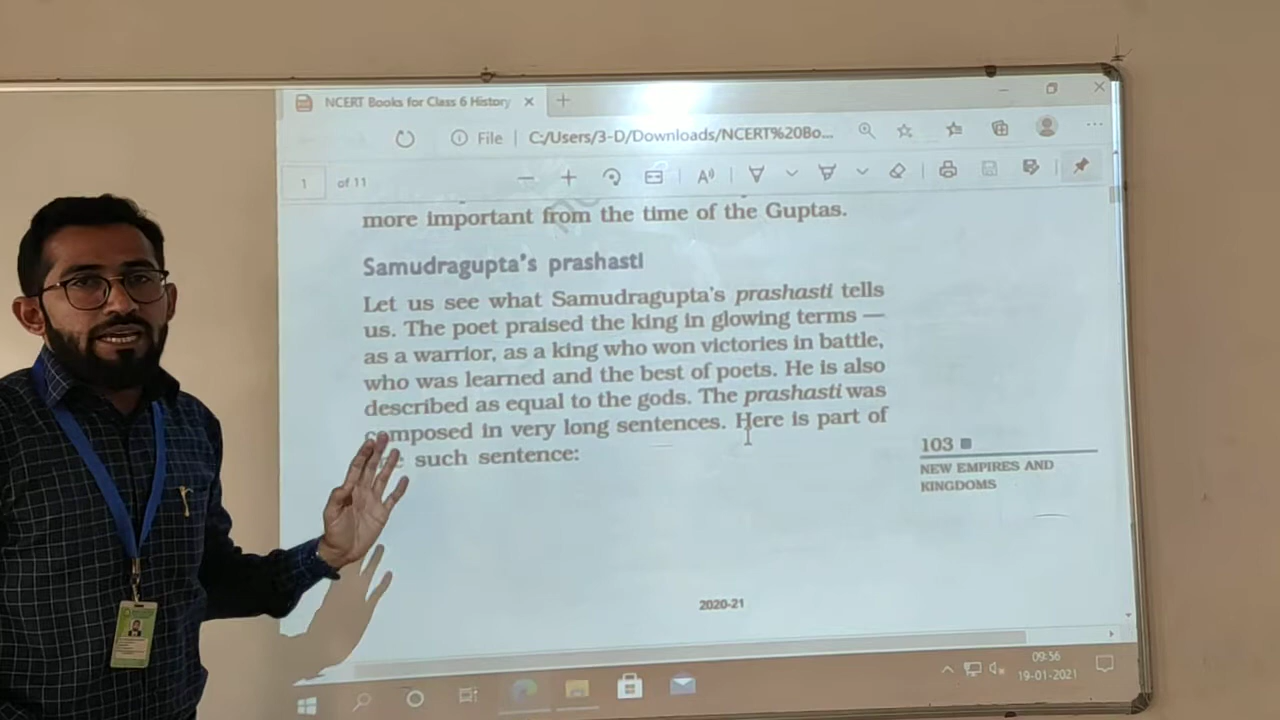 NCERT Books for Class 6 History
File C:/Users/3-D/Downloads/NCERT%20Bo...
1 of 11
more important from the time of the Guptas.
Samudragupta's prashasti
Let us see what Samudragupta's prashasti tells
us. The poet praised the king in glowing terms —
as a warrior, as a king who won victories in battle,
who was learned and the best of poets. He is also
described as equal to the gods. The prashasti was
composed in very long sentences. Here is part of
such sentence:
103
NEW EMPIRES AND
KINGDOMS
2020-21
09:56
19-01-2021